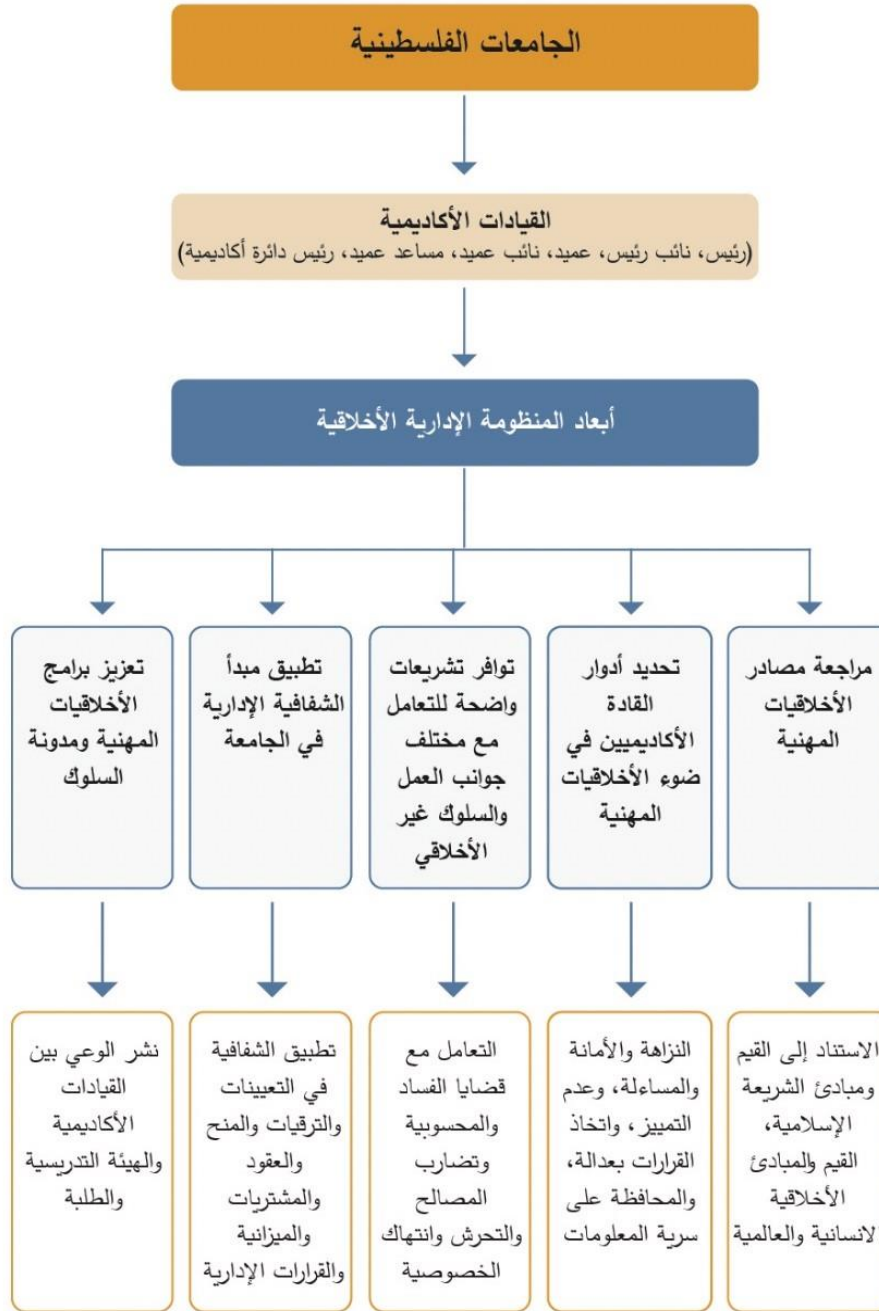 الجامعات الفلسطينية
القيادات الأكاديمية
(رئيس، نائب رئيس، عميد، نائب عميد، مساعد عميد، رئيس دائرة أكاديمية)
أبعاد المنظومة الإدارية الأخلاقية
مراجعة مصادر
الأخلاقيات
المهنية
تحديد أدوار
القادة
الأكاديميين في
ضوء الأخلاقيات
المهنية
توافر تشريعات
واضحة للتعامل
مع مختلف
جوانب العمل
والسلوك غير
الأخلاقي
تطبيق مبدأ
الشفافية الإدارية
في الجامعة
تعزيز برامج
الأخلاقيات
المهنية ومدونة
السلوك
الاستناد إلى القيم
ومبادئ الشريعة
الإسلامية،
القيم والمبادئ
الأخلاقية
الانسانية والعالمية
النزاهة والأمانة
والمساءلة، وعدم
التمييز، واتخاذ
القرارات بعدالة،
والمحافظة على
سرية المعلومات
التعامل مع
قضايا الفساد
والمحسوبية
وتضارب
المصالح
والتحرش وانتهاك
الخصوصية
تطبيق الشفافية
في التعيينات
والترقيات والمنح
والعقود
والمشتريات
والميزانية
والقرارات الإدارية
نشر الوعي بين
القيادات
الأكاديمية
والهيئة التدريسية
والطلبة